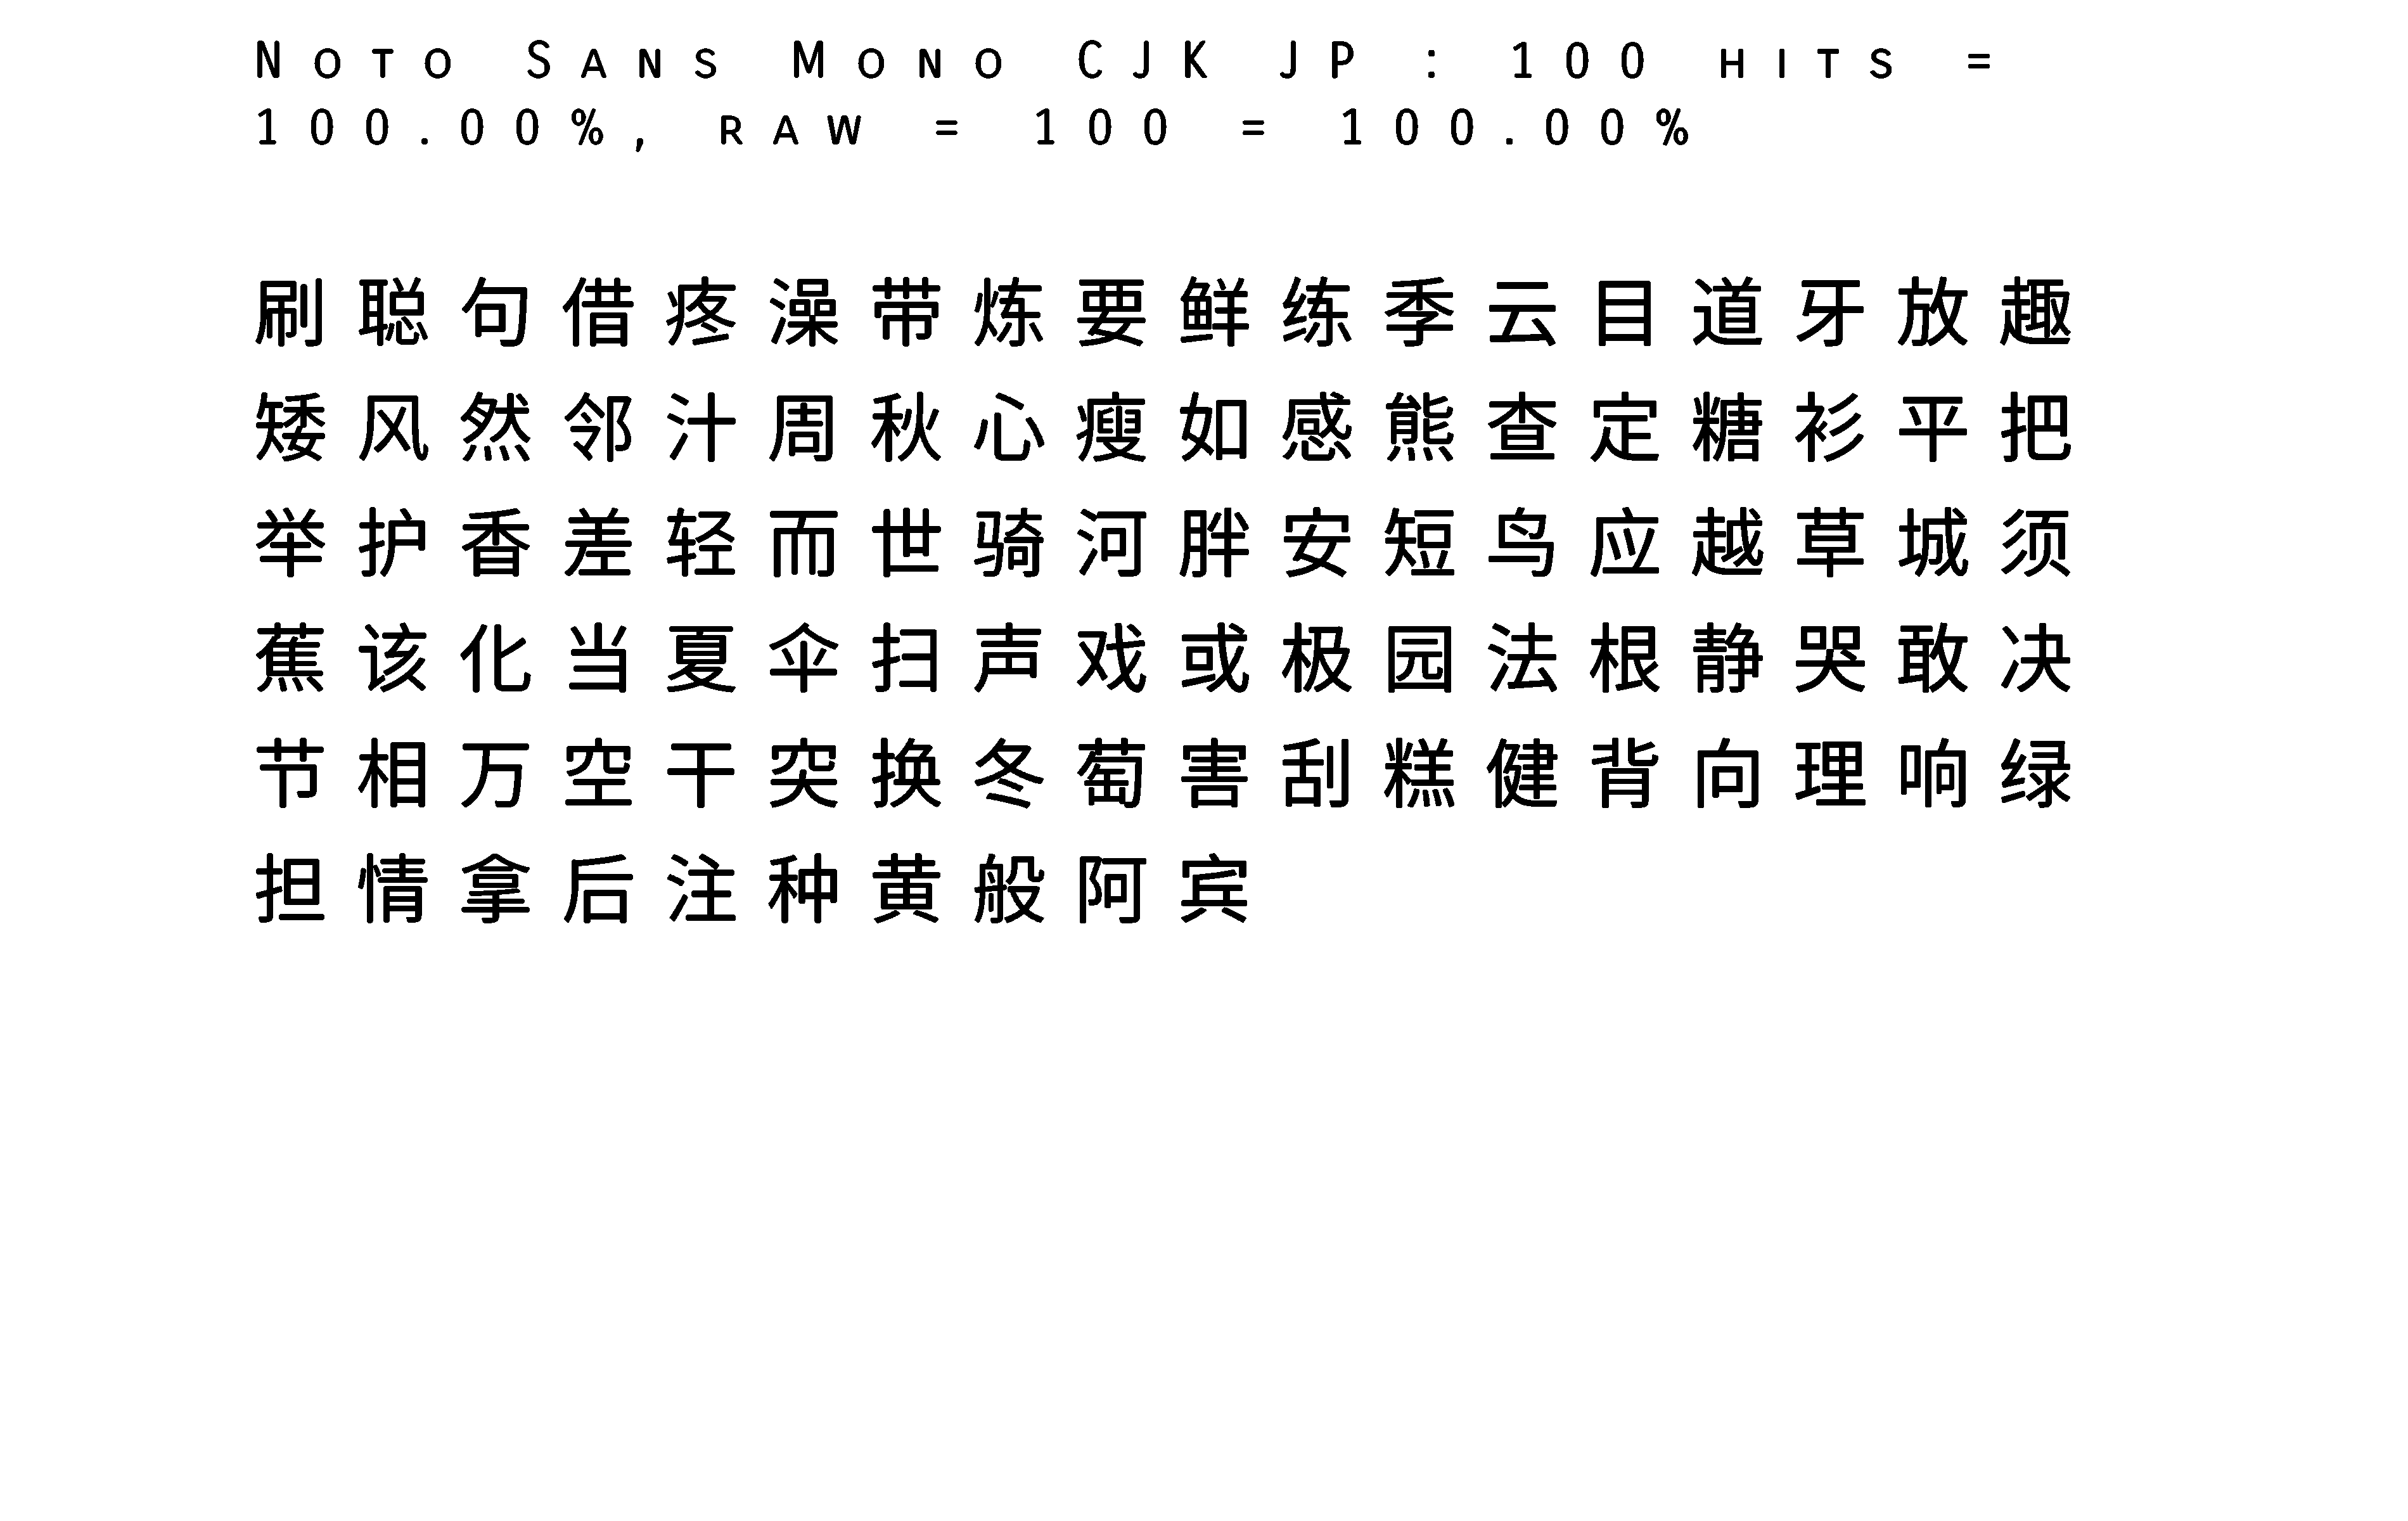 Noto Sans Mono CJK JP : 100 hits =
100.00%, raw = 100 = 100.00%
刷聪句借疼澡带炼要鲜练季云目道牙放趣
矮风然邻汁周秋心瘦如感熊查定糖衫平把
举护香差轻而世骑河胖安短鸟应越草城须
蕉该化当夏伞扫声戏或极园法根静哭敢决
节相万空干突换冬萄害刮糕健背向理响绿
担情拿后注种黄般阿宾